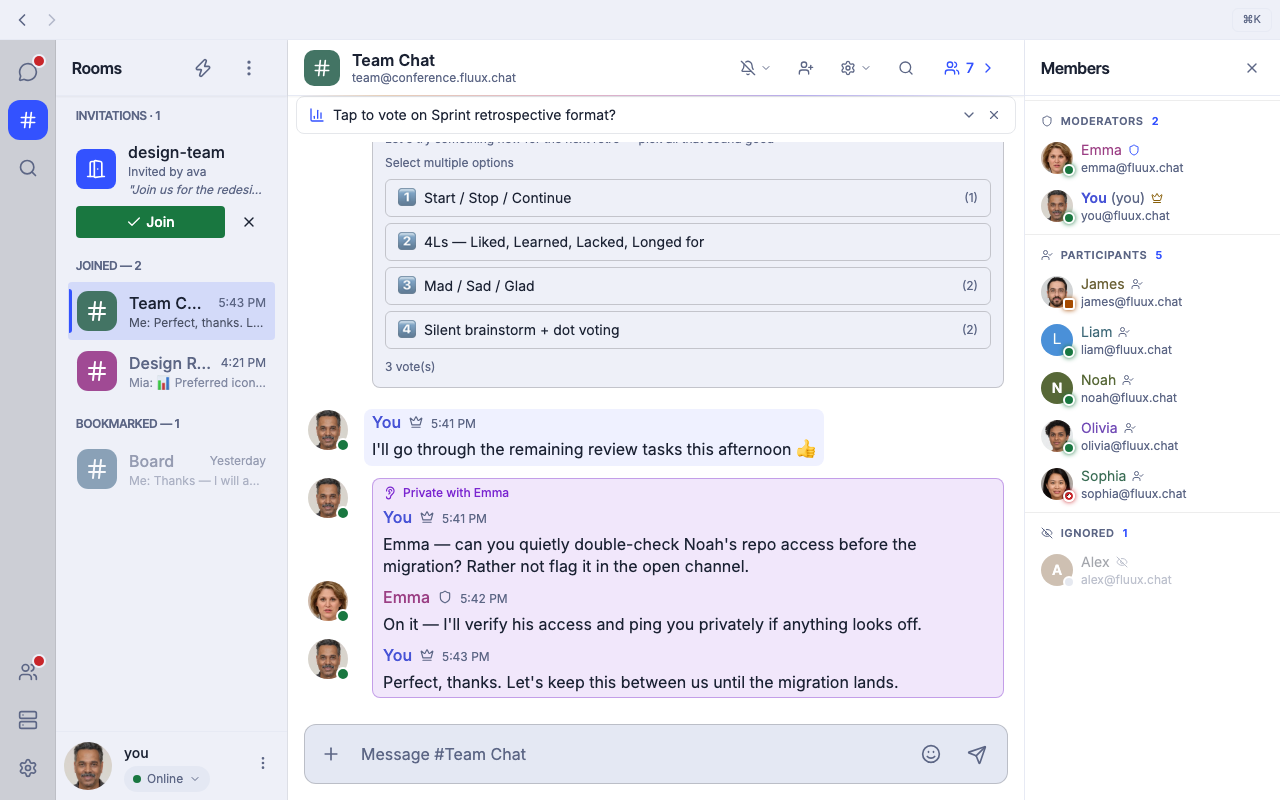 ⌘K
Rooms
INVITATIONS · 1
design-team
Invited by ava
"Join us for the redesi...
Join
JOINED — 2
Team C... 5:43 PM
Me: Perfect, thanks. L...
Design R... 4:21 PM
Mia: 📊 Preferred icon...
BOOKMARKED — 1
Board Yesterday
Me: Thanks — I will a...
you
Online
Team Chat
team@conference.fluux.chat
7
Tap to vote on Sprint retrospective format?
Select multiple options
1 Start / Stop / Continue (1)
2 4Ls — Liked, Learned, Lacked, Longed for
3 Mad / Sad / Glad (2)
4 Silent brainstorm + dot voting (2)
3 vote(s)
You 5:41 PM
I'll go through the remaining review tasks this afternoon 👍
Private with Emma
You 5:41 PM
Emma — can you quietly double-check Noah's repo access before the
migration? Rather not flag it in the open channel.
Emma 5:42 PM
On it — I'll verify his access and ping you privately if anything looks off.
You 5:43 PM
Perfect, thanks. Let's keep this between us until the migration lands.
Message #Team Chat
Members
MODERATORS 2
Emma
emma@fluux.chat
You (you)
you@fluux.chat
PARTICIPANTS 5
James
james@fluux.chat
L
Liam
liam@fluux.chat
N
Noah
noah@fluux.chat
Olivia
olivia@fluux.chat
Sophia
sophia@fluux.chat
IGNORED 1
A
Alex
alex@fluux.chat